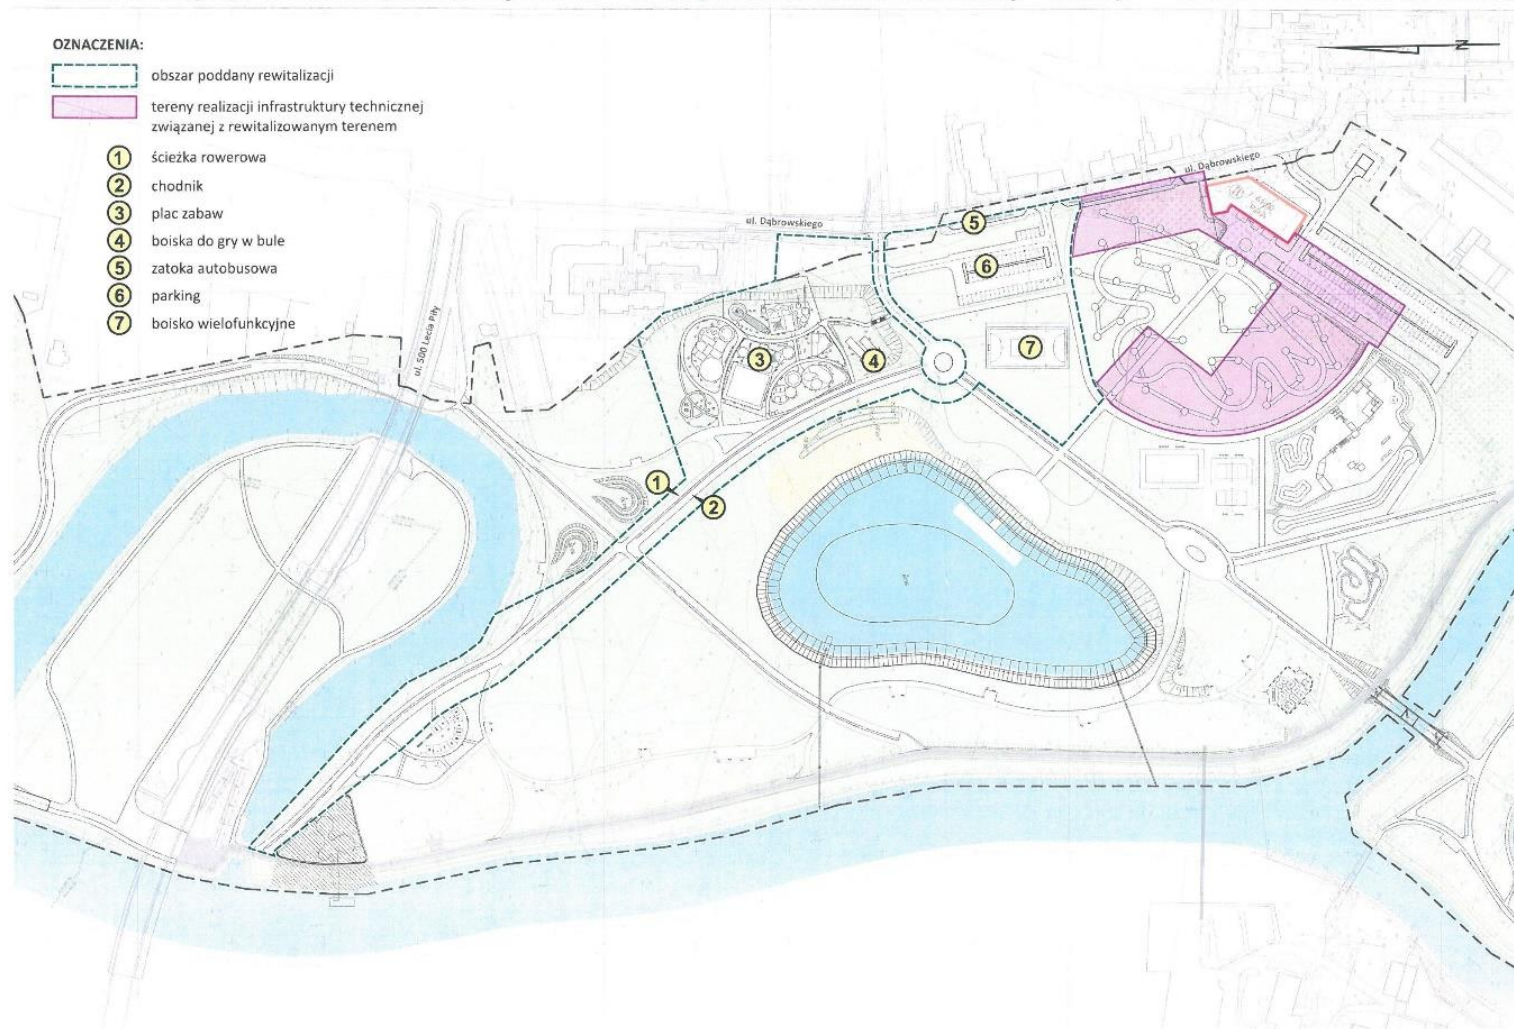 OZNACZENIA:
obszar poddany rewitalizacji
tereny realizacji infrastruktury technicznej
związanej z rewitalizowanym terenem
1 ścieżka rowerowa
2 chodnik
3 plac zabaw
4 boiska do gry w bule
5 zatoka autobusowa
6 parking
7 boisko wielofunkcyjne
N
ul. Dąbrowskiego
ul. Dąbrowskiego
5
6
ul. 500 Lecia Piły
3
4
7
1
2